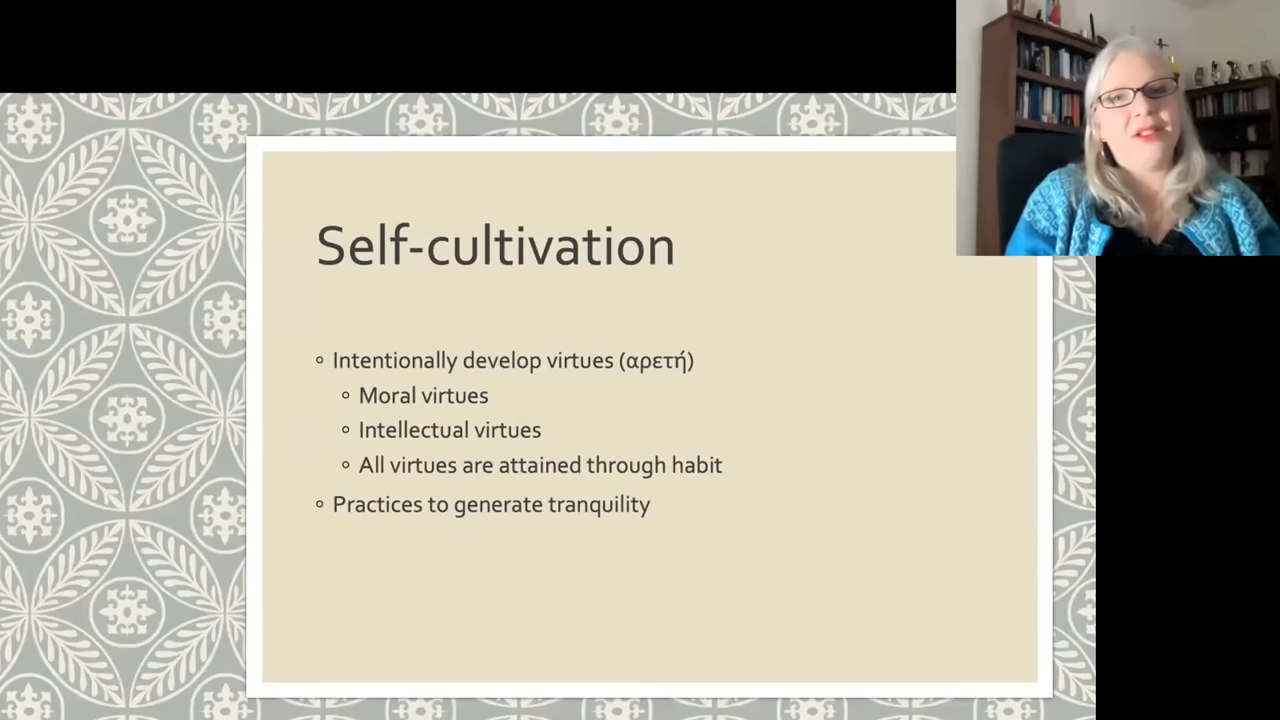 Self-cultivation
Intentionally develop virtues (αρετή)
Moral virtues
Intellectual virtues
All virtues are attained through habit
Practices to generate tranquility